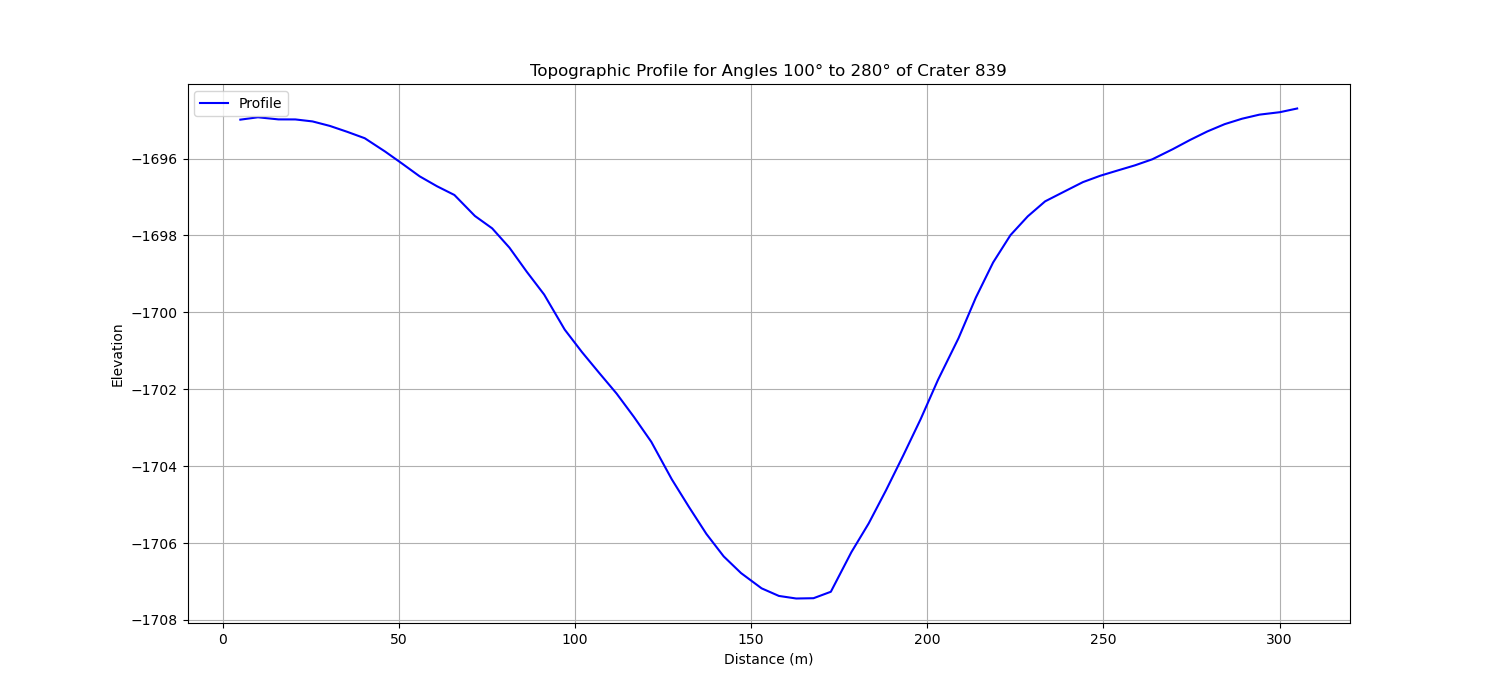 Topographic Profile for Angles 100° to 280° of Crater 839
Profile
−1696
−1698
−1700
−1702
−1704
−1706
−1708
Elevation
0 50 100 150 200 250 300
Distance (m)